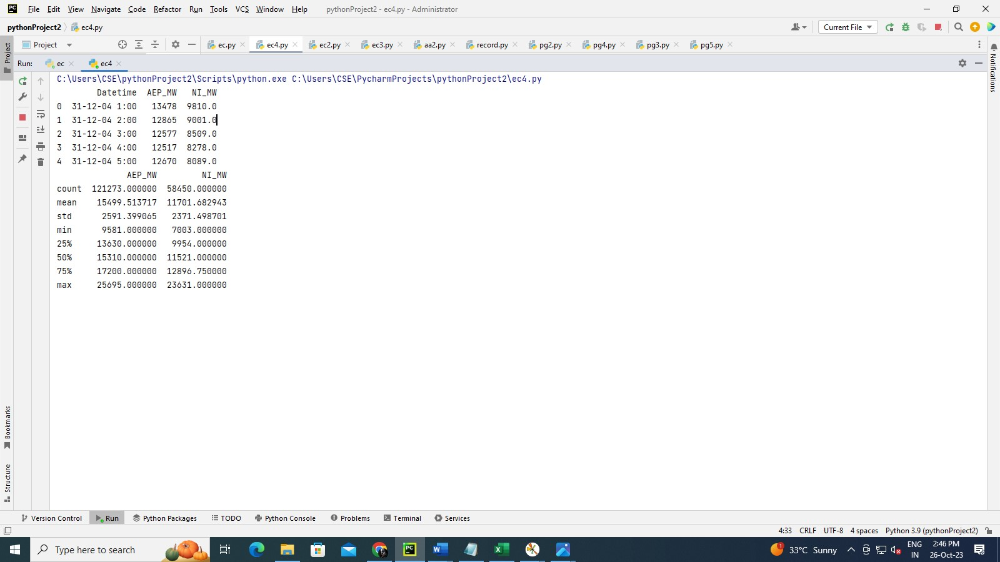 PC File Edit View Navigate Code Refactor Run Tools VCS Window Help pythonProject2 - ec4.py - Administrator
pythonProject2 ec4.py Current File
Project ec.py ec4.py ec2.py ec3.py aa2.py record.py pg2.py pg4.py pg3.py pg5.py
Project
Notifications
Run: ec ec4
C:\Users\CSE\pythonProject2\Scripts\python.exe C:\Users\CSE\PycharmProjects\pythonProject2\ec4.py
Datetime AEP_MW NI_MW
0 31-12-04 1:00 13478 9810.0
1 31-12-04 2:00 12865 9001.0
2 31-12-04 3:00 12577 8509.0
3 31-12-04 4:00 12517 8278.0
4 31-12-04 5:00 12670 8089.0
AEP_MW NI_MW
count 121273.000000 58450.000000
mean 15499.513717 11701.682943
std 2591.399065 2371.498701
min 9581.000000 7003.000000
25% 13630.000000 9954.000000
50% 15310.000000 11521.000000
75% 17200.000000 12896.750000
max 25695.000000 23631.000000
Bookmarks
Structure
Version Control Run Python Packages TODO Python Console Problems Terminal Services
4:33 CRLF UTF-8 4 spaces Python 3.9 (pythonProject2)
Type here to search PC W X 1 33°C Sunny ENG 2:46 PM
IN 26-Oct-23